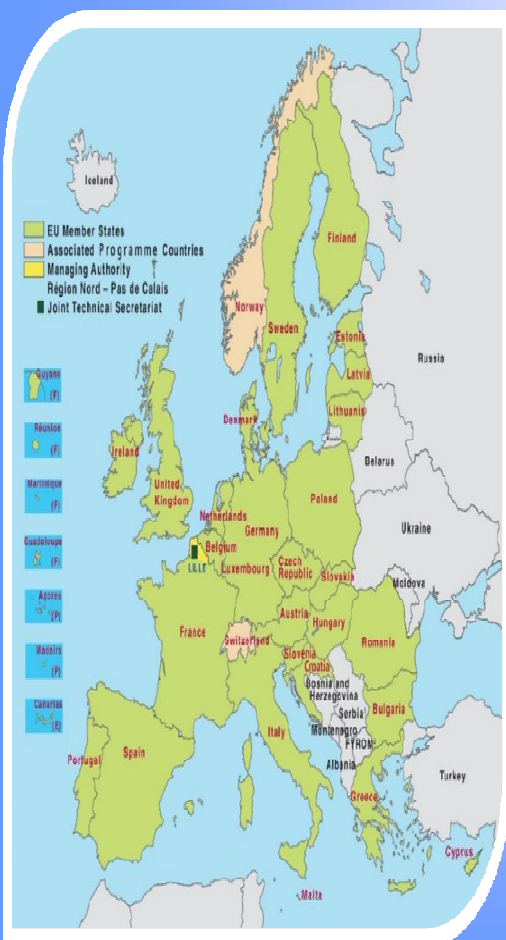 Iceland
EU Member States
Associated Programme Countries
Managing Authority
Région Nord – Pas de Calais
Joint Technical Secretariat
Finland
Norway
Sweden
Estonia
Russia
Latvia
Lithuania
Russia
Denmark
Belarus
Guyane
(F)
Réunion
(F)
Martinique
(F)
Guadeloupe
(F)
Açores
(P)
Madeira
(P)
Canarias
(E)
Ireland
United
Kingdom
Netherlands
Poland
Germany
Belgium
LILLE
Luxembourg
Czech
Republic
Slovakia
Ukraine
Moldova
Austria
Hungary
France
Switzerland
Romania
Slovenia
Croatia
Bosnia and
Herzegovina
Serbia
Bulgaria
Montenegro
FYROM
Italy
Albania
Portugal
Spain
Turkey
Greece
Cyprus
Malta